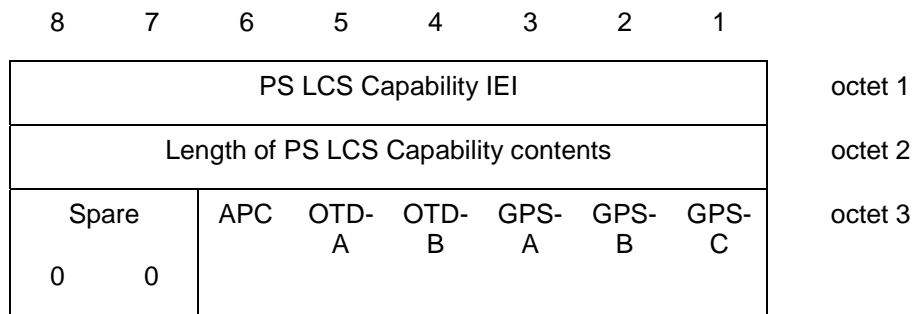 8 7 6 5 4 3 2 1
PS LCS Capability IEI octet 1
Length of PS LCS Capability contents octet 2
Spare APC OTD- OTD- GPS- GPS- GPS- octet 3
A B A B C
0 0